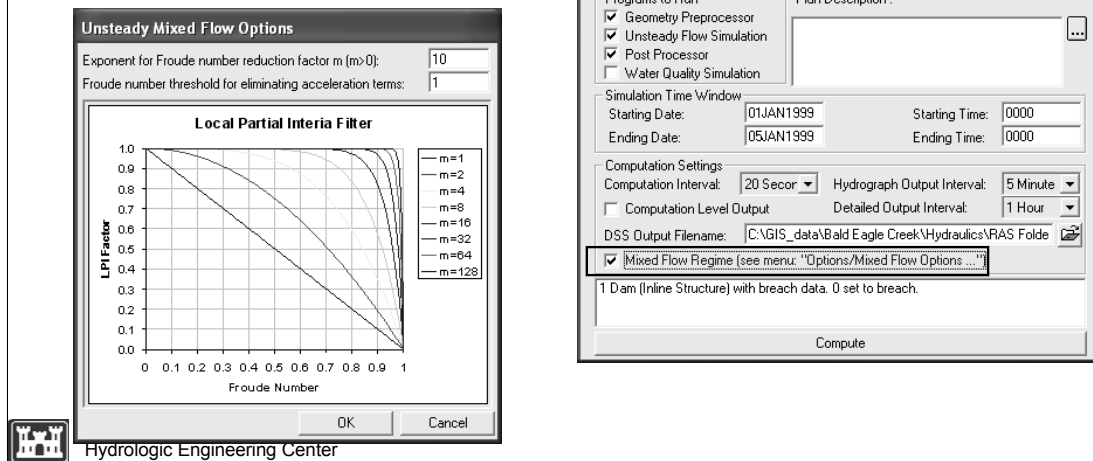 Unsteady Mixed Flow Options
Exponent for Froude number reduction factor m (m>0): 10
Froude number threshold for eliminating acceleration terms: 1
Local Partial Interia Filter
LPI Factor
1.0
0.9
0.8
0.7
0.6
0.5
0.4
0.3
0.2
0.1
0.0
0 0.1 0.2 0.3 0.4 0.5 0.6 0.7 0.8 0.9 1
Froude Number
m=1
m=2
m=4
m=8
m=16
m=32
m=64
m=128
OK Cancel
Hydrologic Engineering Center
Programs to Run Plan Description :
Geometry Preprocessor
Unsteady Flow Simulation
Post Processor
Water Quality Simulation
...
Simulation Time Window
Starting Date: 01JAN1999 Starting Time: 0000
Ending Date: 05JAN1999 Ending Time: 0000
Computation Settings
Computation Interval: 20 Secor Hydrograph Output Interval: 5 Minute
Computation Level Output Detailed Output Interval: 1 Hour
DSS Output Filename: C:\GIS_data\Bald Eagle Creek\Hydraulics\RAS Folde
Mixed Flow Regime (see menu: "Options/Mixed Flow Options ...")
1 Dam (Inline Structure) with breach data. 0 set to breach.
Compute